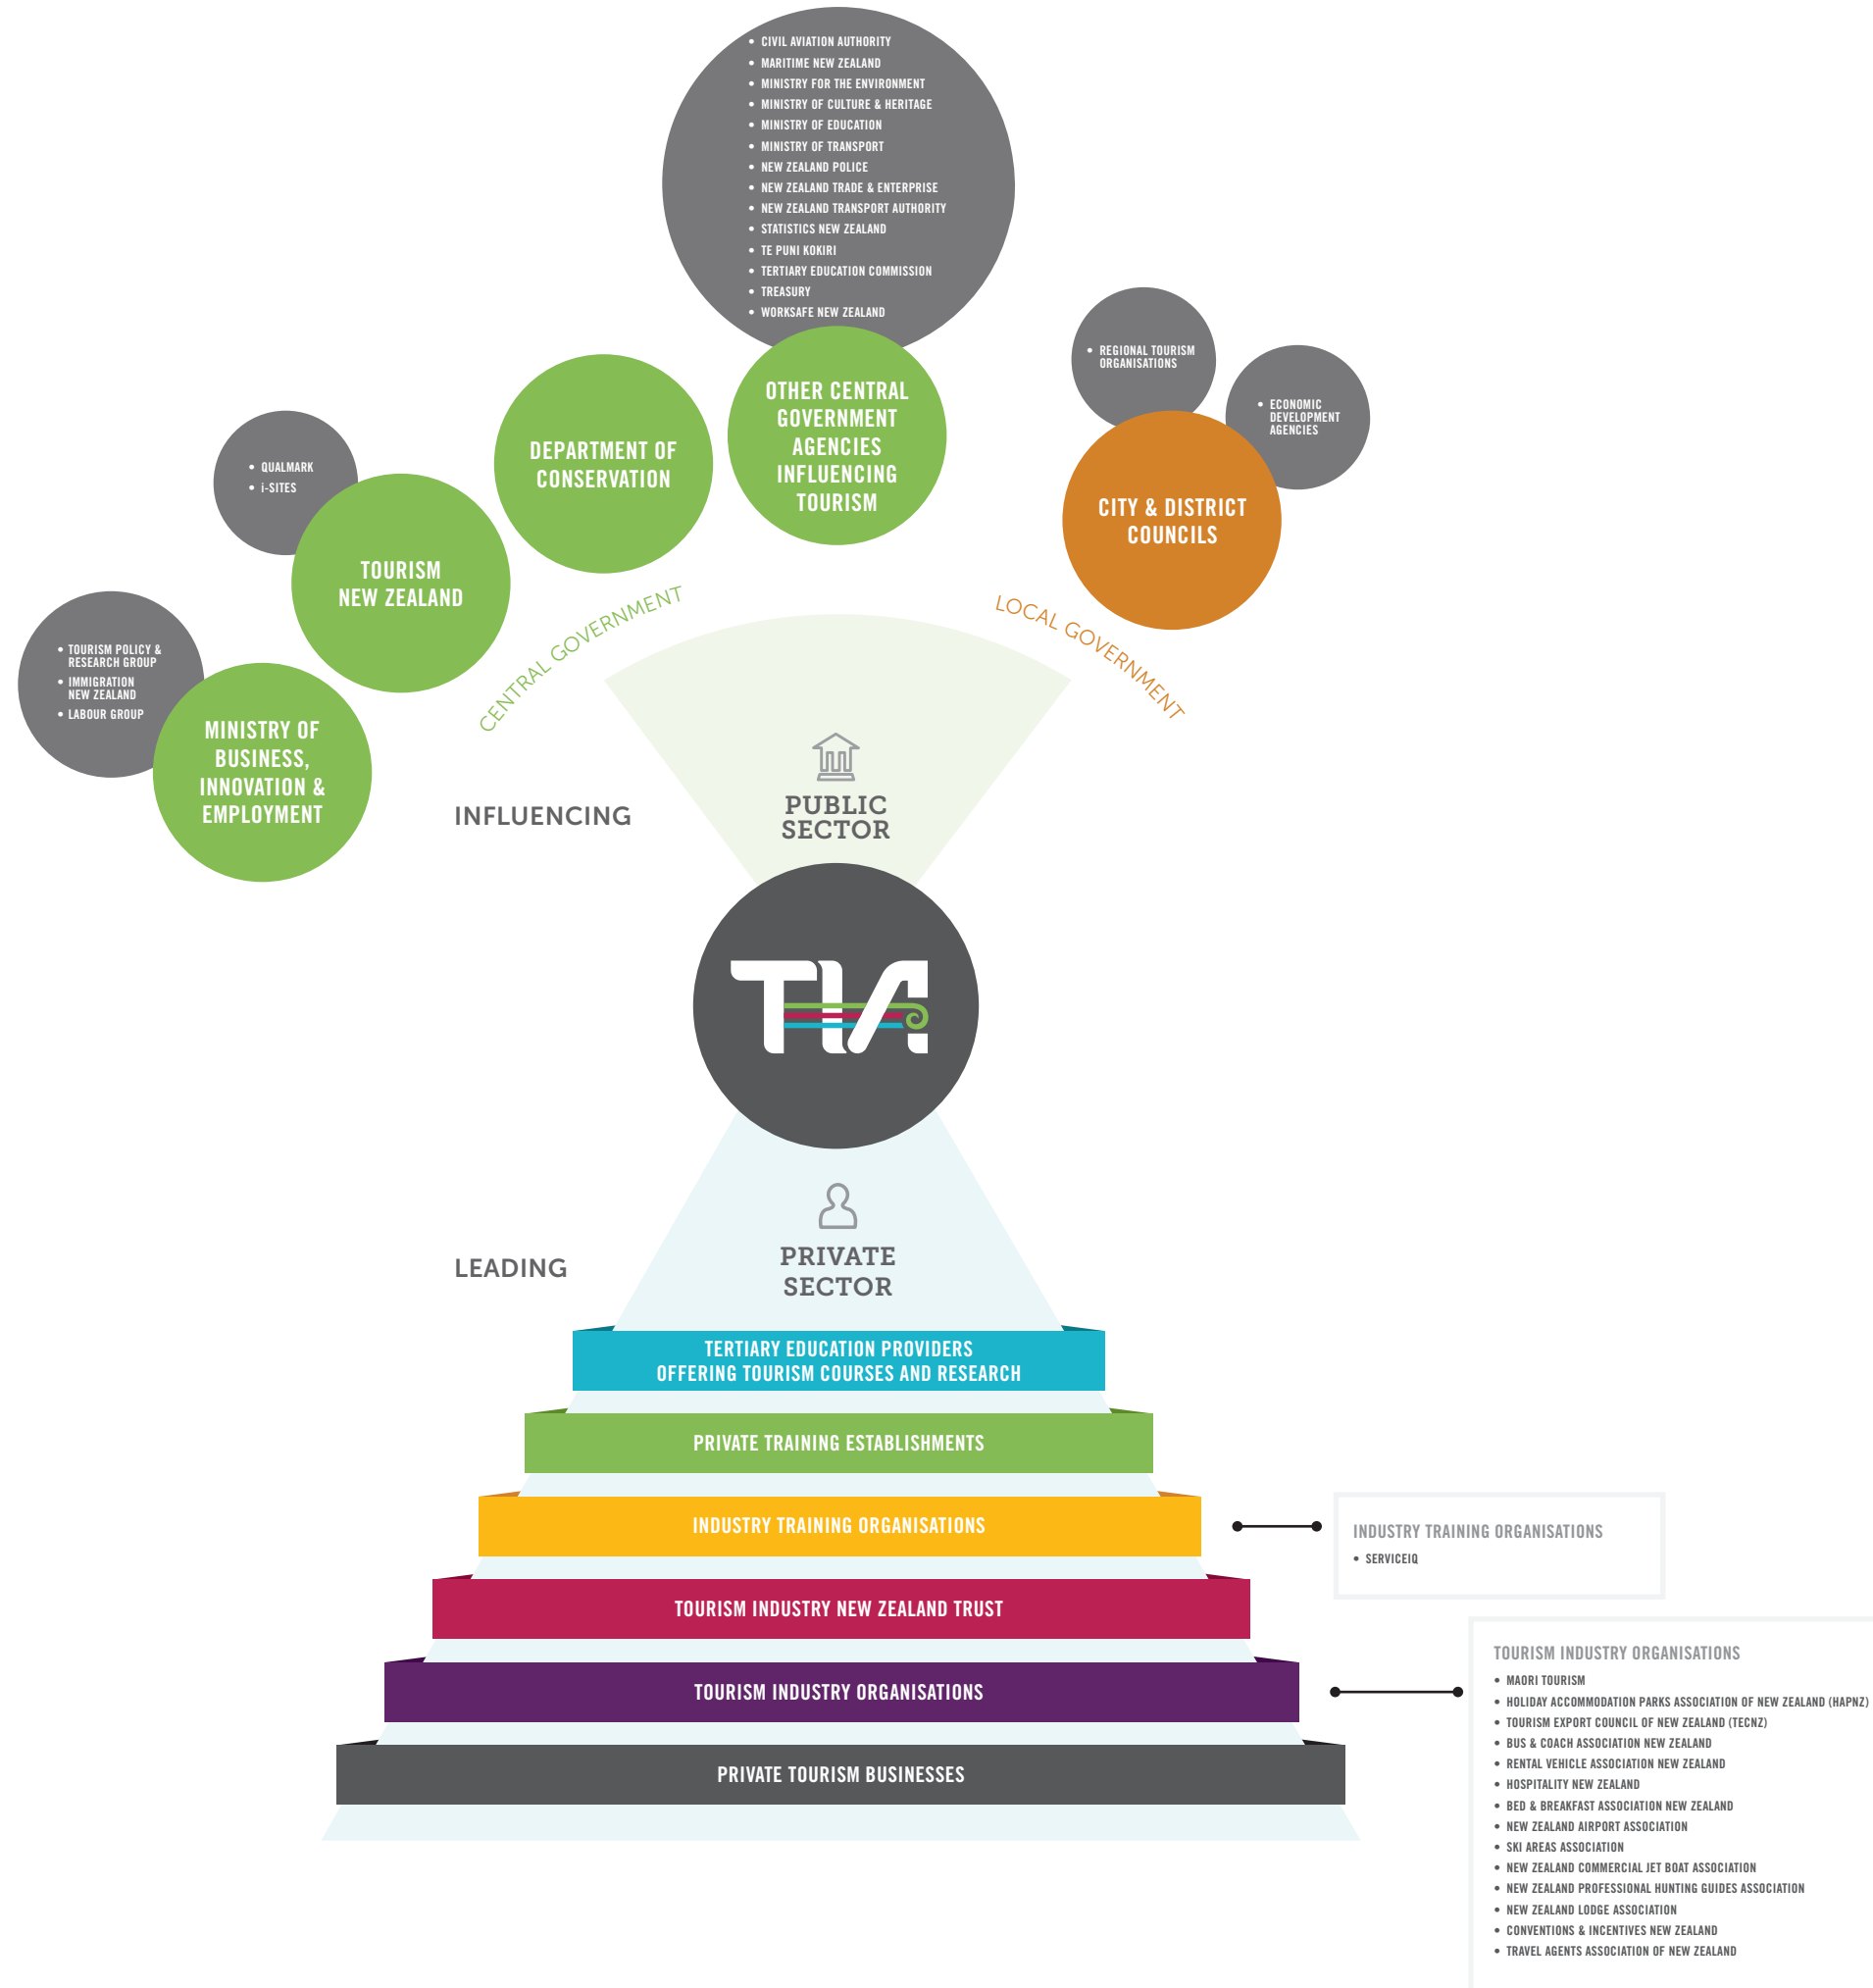 • CIVIL AVIATION AUTHORITY
• MARITIME NEW ZEALAND
• MINISTRY FOR THE ENVIRONMENT
• MINISTRY OF CULTURE & HERITAGE
• MINISTRY OF EDUCATION
• MINISTRY OF TRANSPORT
• NEW ZEALAND POLICE
• NEW ZEALAND TRADE & ENTERPRISE
• NEW ZEALAND TRANSPORT AUTHORITY
• STATISTICS NEW ZEALAND
• TE PUNI KOKIRI
• TERTIARY EDUCATION COMMISSION
• TREASURY
• WORKSAFE NEW ZEALAND
OTHER CENTRAL
GOVERNMENT
AGENCIES
INFLUENCING
TOURISM
• REGIONAL TOURISM
ORGANISATIONS
• ECONOMIC
DEVELOPMENT
AGENCIES
CITY & DISTRICT
COUNCILS
DEPARTMENT OF
CONSERVATION
• QUALMARK
• i-SITES
TOURISM
NEW ZEALAND
• TOURISM POLICY &
RESEARCH GROUP
• IMMIGRATION
NEW ZEALAND
• LABOUR GROUP
MINISTRY OF
BUSINESS,
INNOVATION &
EMPLOYMENT
CENTRAL GOVERNMENT
LOCAL GOVERNMENT
INFLUENCING
PUBLIC
SECTOR
TIA
LEADING
PRIVATE
SECTOR
TERTIARY EDUCATION PROVIDERS
OFFERING TOURISM COURSES AND RESEARCH
PRIVATE TRAINING ESTABLISHMENTS
INDUSTRY TRAINING ORGANISATIONS
INDUSTRY TRAINING ORGANISATIONS
• SERVICEIQ
TOURISM INDUSTRY NEW ZEALAND TRUST
TOURISM INDUSTRY ORGANISATIONS
TOURISM INDUSTRY ORGANISATIONS
• MAORI TOURISM
• HOLIDAY ACCOMMODATION PARKS ASSOCIATION OF NEW ZEALAND (HAPNZ)
• TOURISM EXPORT COUNCIL OF NEW ZEALAND (TECNZ)
• BUS & COACH ASSOCIATION NEW ZEALAND
• RENTAL VEHICLE ASSOCIATION NEW ZEALAND
• HOSPITALITY NEW ZEALAND
• BED & BREAKFAST ASSOCIATION NEW ZEALAND
• NEW ZEALAND AIRPORT ASSOCIATION
• SKI AREAS ASSOCIATION
• NEW ZEALAND COMMERCIAL JET BOAT ASSOCIATION
• NEW ZEALAND PROFESSIONAL HUNTING GUIDES ASSOCIATION
• NEW ZEALAND LODGE ASSOCIATION
• CONVENTIONS & INCENTIVES NEW ZEALAND
• TRAVEL AGENTS ASSOCIATION OF NEW ZEALAND
PRIVATE TOURISM BUSINESSES